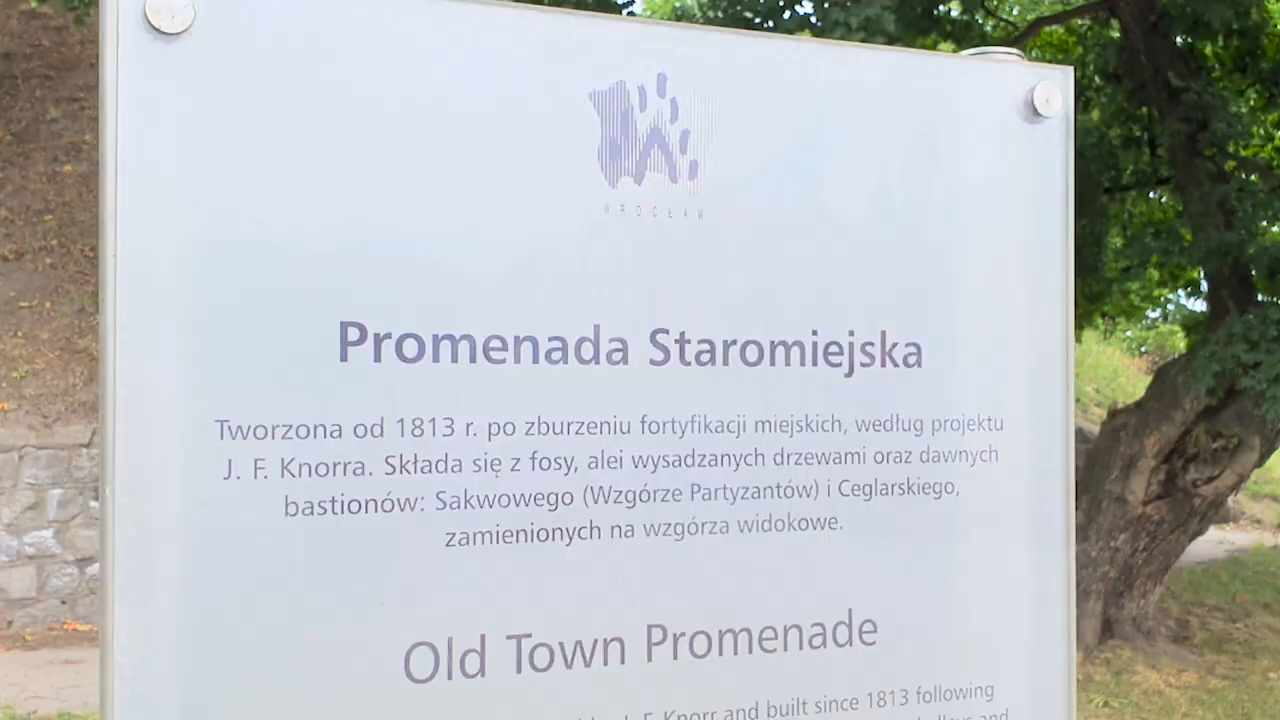 WROCŁAW
Promenada Staromiejska
Tworzona od 1813 r. po zburzeniu fortyfikacji miejskich, według projektu
J. F. Knorra. Składa się z fosy, alei wysadzanych drzewami oraz dawnych
bastionów: Sakwowego (Wzgórze Partyzantów) i Ceglarskiego,
zamienionych na wzgórza widokowe.
Old Town Promenade
J. F. Knorr and built since 1813 following
and